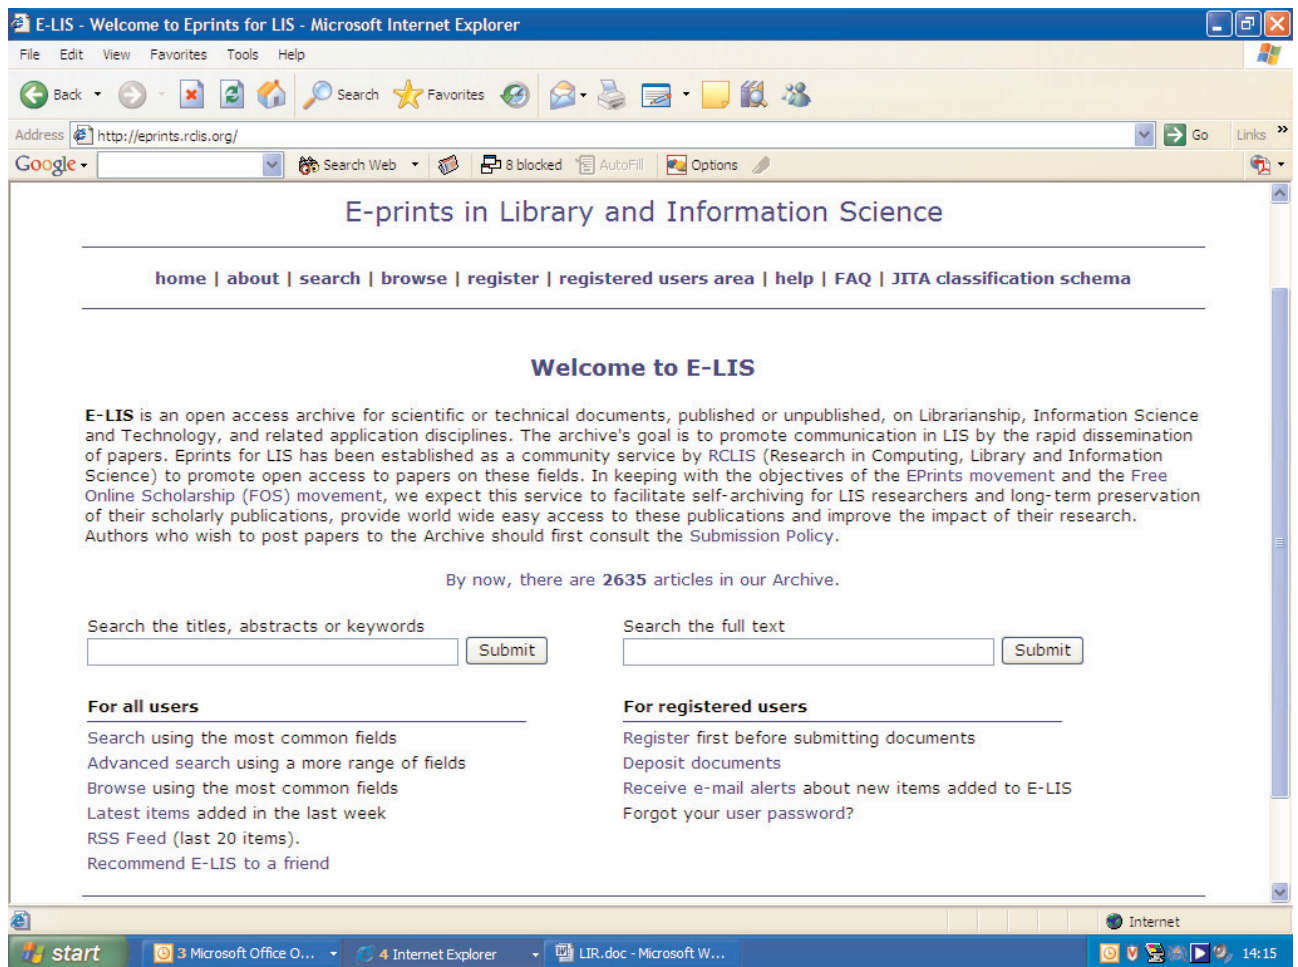 E-LIS - Welcome to Eprints for LIS - Microsoft Internet Explorer
File Edit View Favorites Tools Help
Back Search Favorites
Address http://eprints.rclis.org/ Go Links »
Google Search Web 8 blocked AutoFill Options
E-prints in Library and Information Science
home | about | search | browse | register | registered users area | help | FAQ | JITA classification schema
Welcome to E-LIS
E-LIS is an open access archive for scientific or technical documents, published or unpublished, on Librarianship, Information Science
and Technology, and related application disciplines. The archive's goal is to promote communication in LIS by the rapid dissemination
of papers. Eprints for LIS has been established as a community service by RCLIS (Research in Computing, Library and Information
Science) to promote open access to papers on these fields. In keeping with the objectives of the EPrints movement and the Free
Online Scholarship (FOS) movement, we expect this service to facilitate self-archiving for LIS researchers and long-term preservation
of their scholarly publications, provide world wide easy access to these publications and improve the impact of their research.
Authors who wish to post papers to the Archive should first consult the Submission Policy.
By now, there are 2635 articles in our Archive.
Search the titles, abstracts or keywords
Submit
Search the full text
Submit
For all users
Search using the most common fields
Advanced search using a more range of fields
Browse using the most common fields
Latest items added in the last week
RSS Feed (last 20 items).
Recommend E-LIS to a friend
For registered users
Register first before submitting documents
Deposit documents
Receive e-mail alerts about new items added to E-LIS
Forgot your user password?
Internet
start 3 Microsoft Office O... 4 Internet Explorer LIR.doc - Microsoft W... 14:15